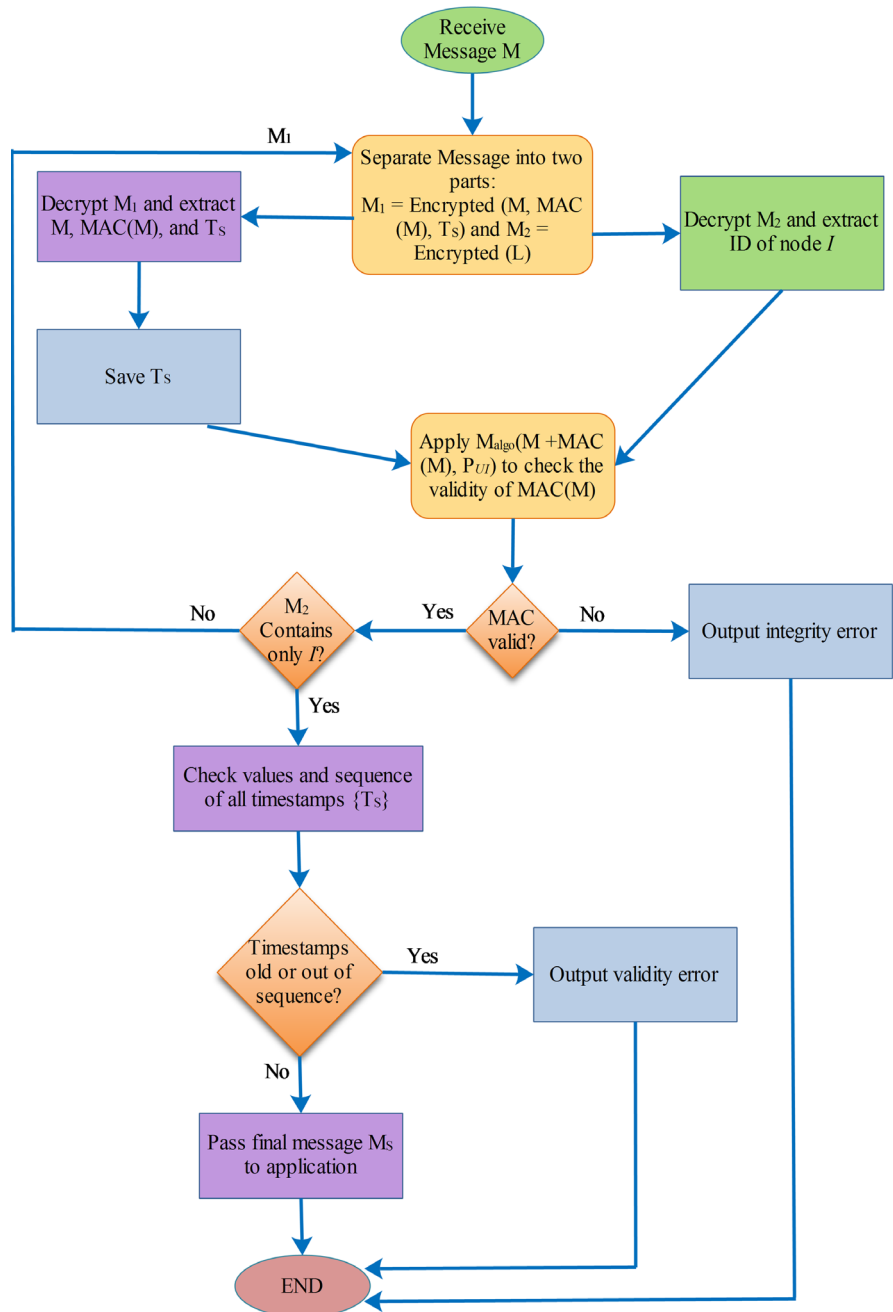 Receive
Message M
M₁
Separate Message into two
parts:
M₁ = Encrypted (M, MAC
(M), Tₛ) and M₂ =
Encrypted (L)
Decrypt M₁ and extract
M, MAC(M), and Tₛ
Decrypt M₂ and extract
ID of node I
Save Tₛ
Apply Mₐₗgₒ(M +MAC
(M), P_UI) to check the
validity of MAC(M)
MAC
valid?
Yes
No
Output integrity error
M₂
Contains
only I?
No
Yes
Check values and sequence
of all timestamps {Tₛ}
Timestamps
old or out of
sequence?
Yes
Output validity error
No
Pass final message Mₛ
to application
END